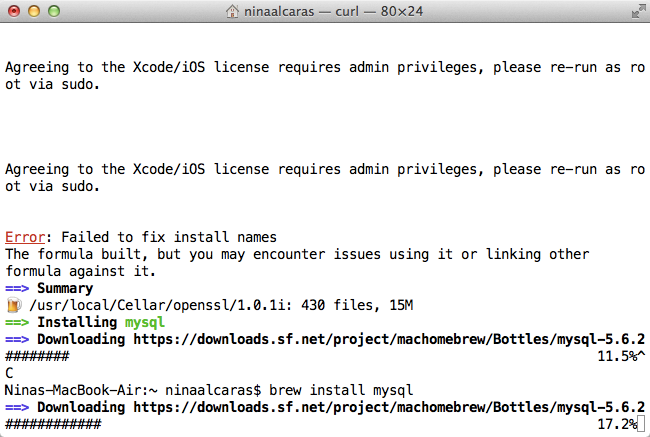 ninaalcaras — curl — 80×24
Agreeing to the Xcode/iOS license requires admin privileges, please re-run as ro
ot via sudo.
Agreeing to the Xcode/iOS license requires admin privileges, please re-run as ro
ot via sudo.
Error: Failed to fix install names
The formula built, but you may encounter issues using it or linking other
formula against it.
==> Summary
🍺 /usr/local/Cellar/openssl/1.0.1i: 430 files, 15M
==> Installing mysql
==> Downloading https://downloads.sf.net/project/machomebrew/Bottles/mysql-5.6.2
######## 11.5%^
C
Ninas-MacBook-Air:~ ninaalcaras$ brew install mysql
==> Downloading https://downloads.sf.net/project/machomebrew/Bottles/mysql-5.6.2
############ 17.2%